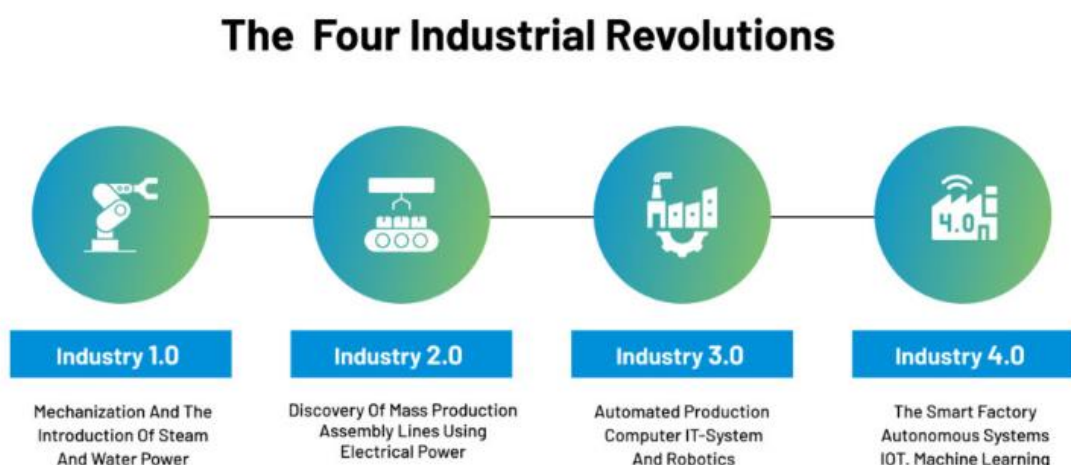 The Four Industrial Revolutions
4.0
Industry 1.0
Industry 2.0
Industry 3.0
Industry 4.0
Mechanization And The
Introduction Of Steam
And Water Power
Discovery Of Mass Production
Assembly Lines Using
Electrical Power
Automated Production
Computer IT-System
And Robotics
The Smart Factory
Autonomous Systems
IOT, Machine Learning